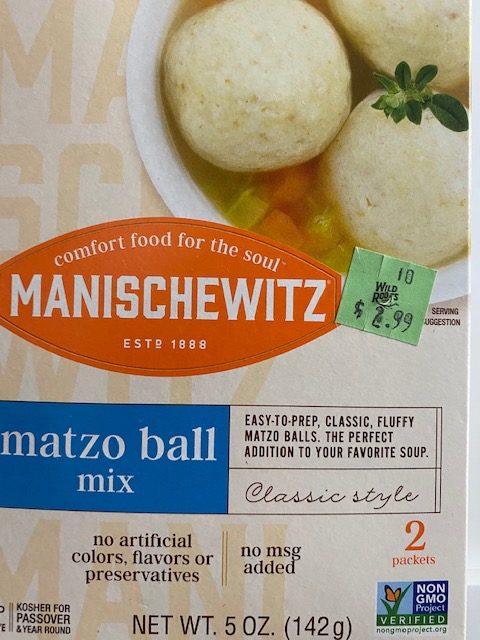 comfort food for the soul™
MANISCHEWITZ
ESTD 1888
10
WILD
ROOTS
$ 2.99
SERVING
SUGGESTION
matzo ball
mix
EASY-TO-PREP, CLASSIC, FLUFFY
MATZO BALLS. THE PERFECT
ADDITION TO YOUR FAVORITE SOUP.
Classic style
no artificial
colors, flavors or
preservatives
no msg
added
2
packets
KOSHER FOR
PASSOVER
& YEAR ROUND
NET WT. 5 OZ. (142g)
NON
GMO
Project
VERIFIED
nongmoproject.org